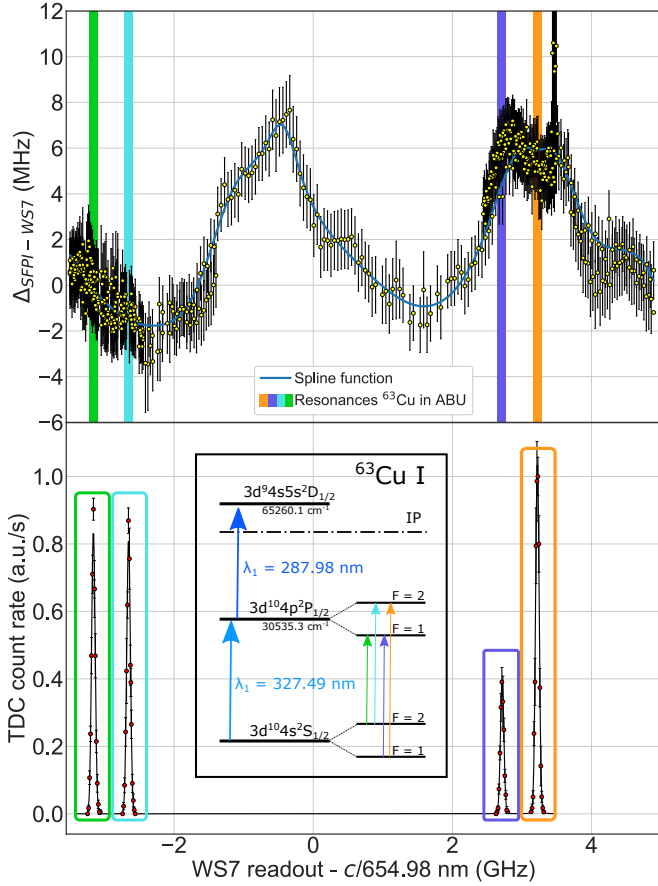 12
10
8
6
4
2
0
−2
−4
−6
Δ_SFPI − WS7 (MHz)
Spline function
Resonances ⁶³Cu in ABU
1.0
0.8
0.6
0.4
0.2
0.0
TDC count rate (a.u./s)
⁶³Cu I
3d⁹4s5s²D₁/₂
65260.1 cm⁻¹
IP
λ₁ = 287.98 nm
3d¹⁰4p²P₁/₂
30535.3 cm⁻¹
F = 2
F = 1
λ₁ = 327.49 nm
3d¹⁰4s²S₁/₂
F = 2
F = 1
−2 0 2 4
WS7 readout - c/654.98 nm (GHz)